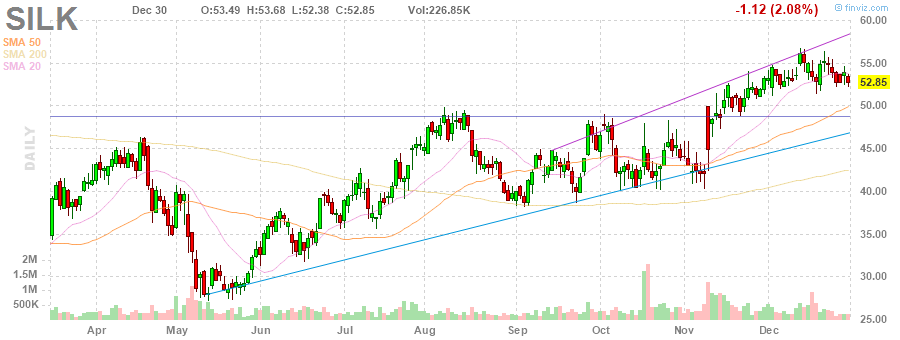 SILK
Dec 30 O:53.49 H:53.68 L:52.38 C:52.85 Vol:226.85K
-1.12 (2.08%)
© finviz.com
SMA 50
SMA 200
SMA 20
DAILY
60.00
55.00
52.85
50.00
45.00
40.00
35.00
30.00
25.00
2M
1.5M
1M
500K
Apr May Jun Jul Aug Sep Oct Nov Dec